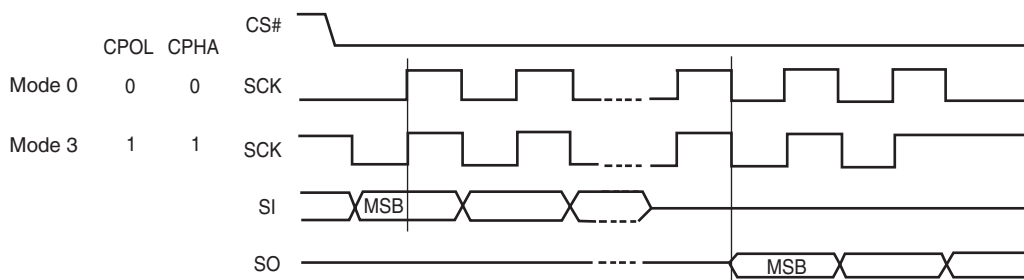 CS#
CPOL CPHA
Mode 0 0 0 SCK
Mode 3 1 1 SCK
SI MSB
SO MSB